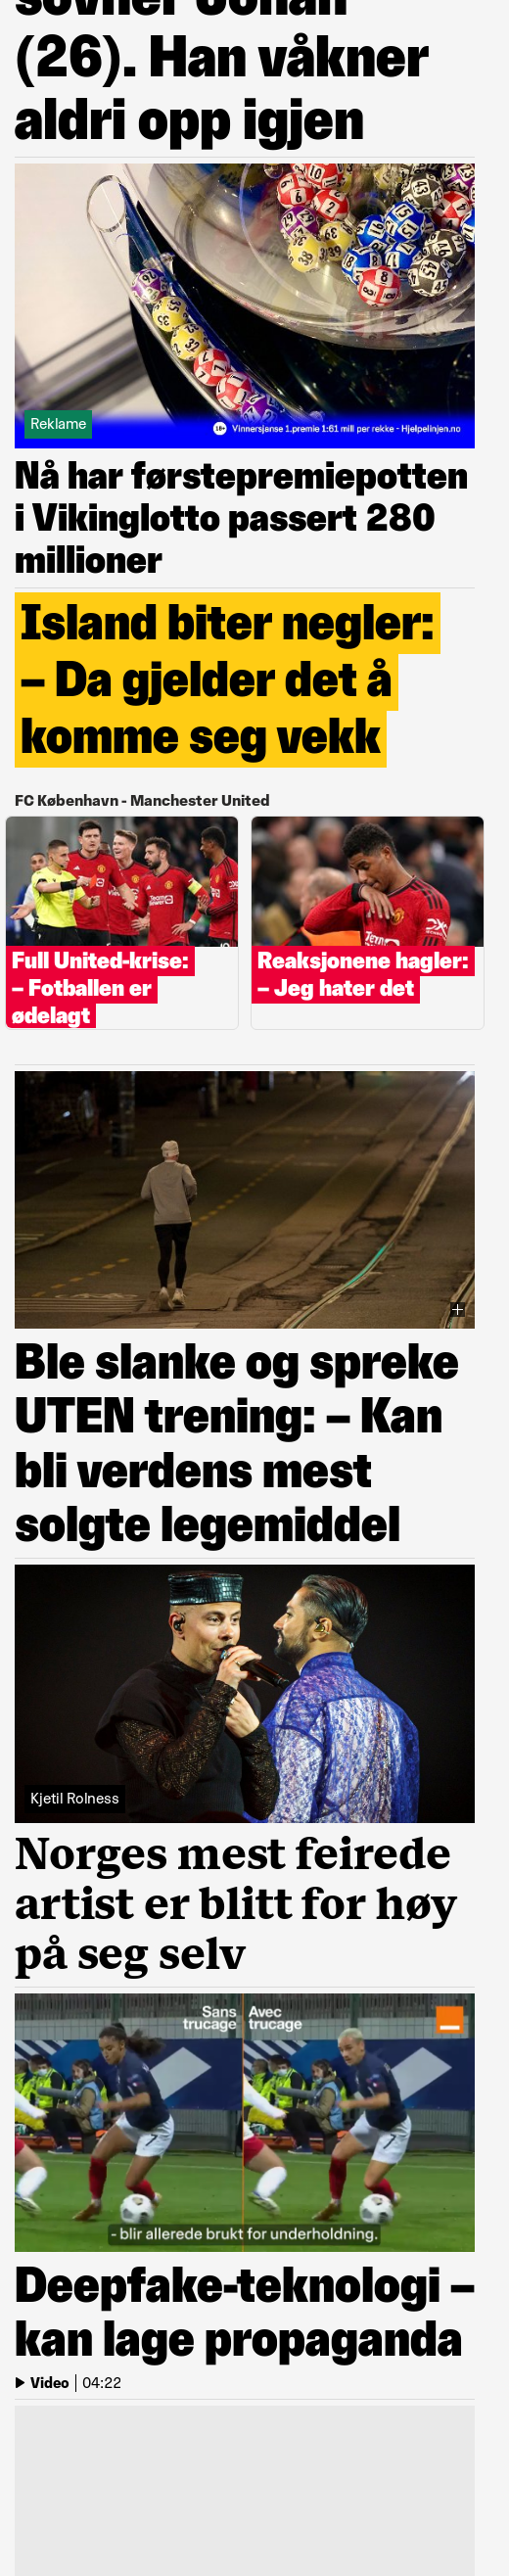 (26). Han våkner
aldri opp igjen
Reklame
18+ Vinnersjanse 1.premie 1:61 mill per rekke - Hjelpelinjen.no
Nå har førstepremiepotten
i Vikinglotto passert 280
millioner
Island biter negler:
– Da gjelder det å
komme seg vekk
FC København - Manchester United
Full United-krise:
– Fotballen er
ødelagt
Reaksjonene hagler:
– Jeg hater det
Ble slanke og spreke
UTEN trening: – Kan
bli verdens mest
solgte legemiddel
Kjetil Rolness
Norges mest feirede
artist er blitt for høy
på seg selv
Sans
trucage
Avec
trucage
- blir allerede brukt for underholdning.
Deepfake-teknologi –
kan lage propaganda
Video | 04:22